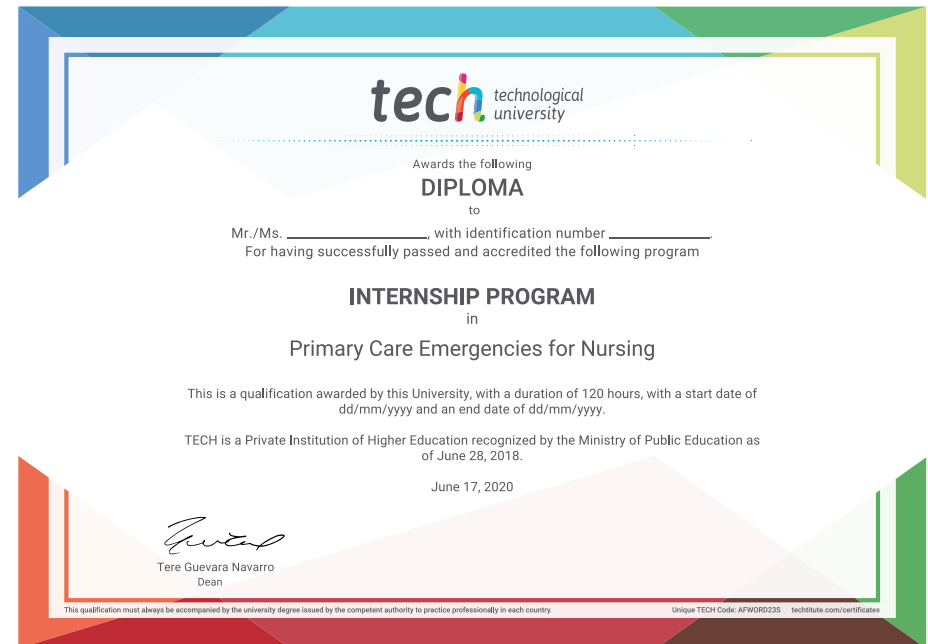 tech technological
university
Awards the following
DIPLOMA
to
Mr./Ms. ____________, with identification number ____________.
For having successfully passed and accredited the following program
INTERNSHIP PROGRAM
in
Primary Care Emergencies for Nursing
This is a qualification awarded by this University, with a duration of 120 hours, with a start date of
dd/mm/yyyy and an end date of dd/mm/yyyy.
TECH is a Private Institution of Higher Education recognized by the Ministry of Public Education as
of June 28, 2018.
June 17, 2020
Tere Guevara Navarro
Dean
This qualification must always be accompanied by the university degree issued by the competent authority to practice professionally in each country. Unique TECH Code: AFWORD23S techtitute.com/certificates